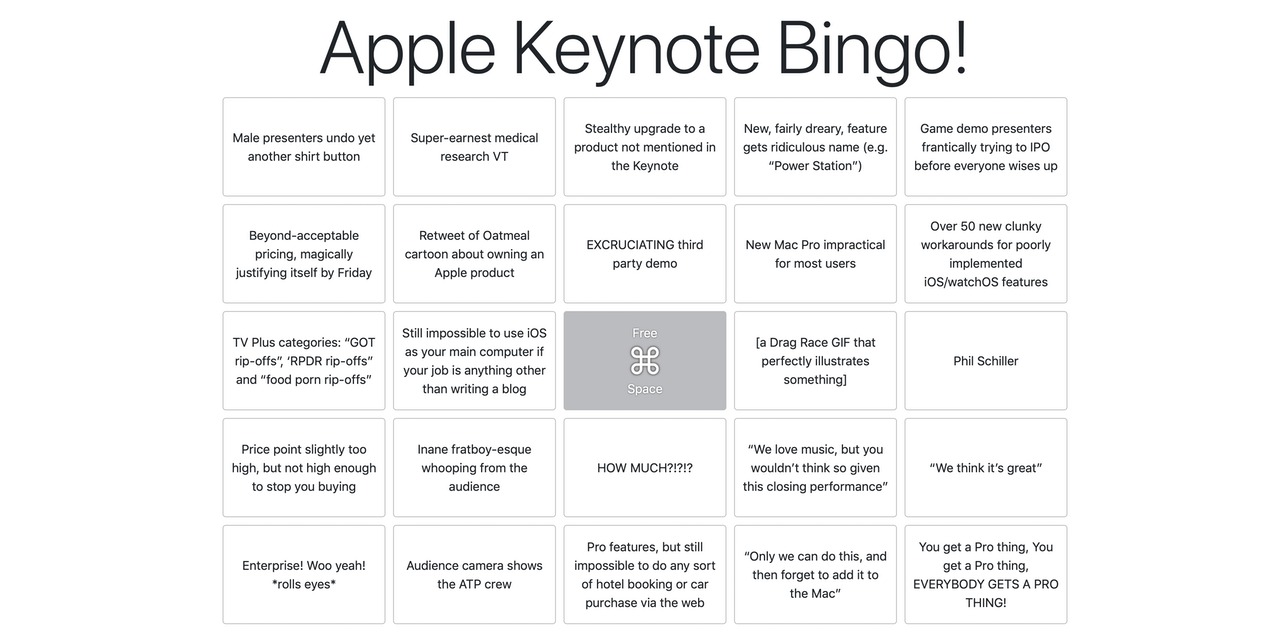 Apple Keynote Bingo!
Male presenters undo yet
another shirt button
Super-earnest medical
research VT
Stealthy upgrade to a
product not mentioned in
the Keynote
New, fairly dreary, feature
gets ridiculous name (e.g.
“Power Station”)
Game demo presenters
frantically trying to IPO
before everyone wises up
Beyond-acceptable
pricing, magically
justifying itself by Friday
Retweet of Oatmeal
cartoon about owning an
Apple product
EXCRUCIATING third
party demo
New Mac Pro impractical
for most users
Over 50 new clunky
workarounds for poorly
implemented
iOS/watchOS features
TV Plus categories: “GOT
rip-offs”, ‘RPDR rip-offs”
and “food porn rip-offs”
Still impossible to use iOS
as your main computer if
your job is anything other
than writing a blog
Free
⌘
Space
[a Drag Race GIF that
perfectly illustrates
something]
Phil Schiller
Price point slightly too
high, but not high enough
to stop you buying
Inane fratboy-esque
whooping from the
audience
HOW MUCH?!?!?
“We love music, but you
wouldn’t think so given
this closing performance”
“We think it’s great”
Enterprise! Woo yeah!
*rolls eyes*
Audience camera shows
the ATP crew
Pro features, but still
impossible to do any sort
of hotel booking or car
purchase via the web
“Only we can do this, and
then forget to add it to
the Mac”
You get a Pro thing, You
get a Pro thing,
EVERYBODY GETS A PRO
THING!